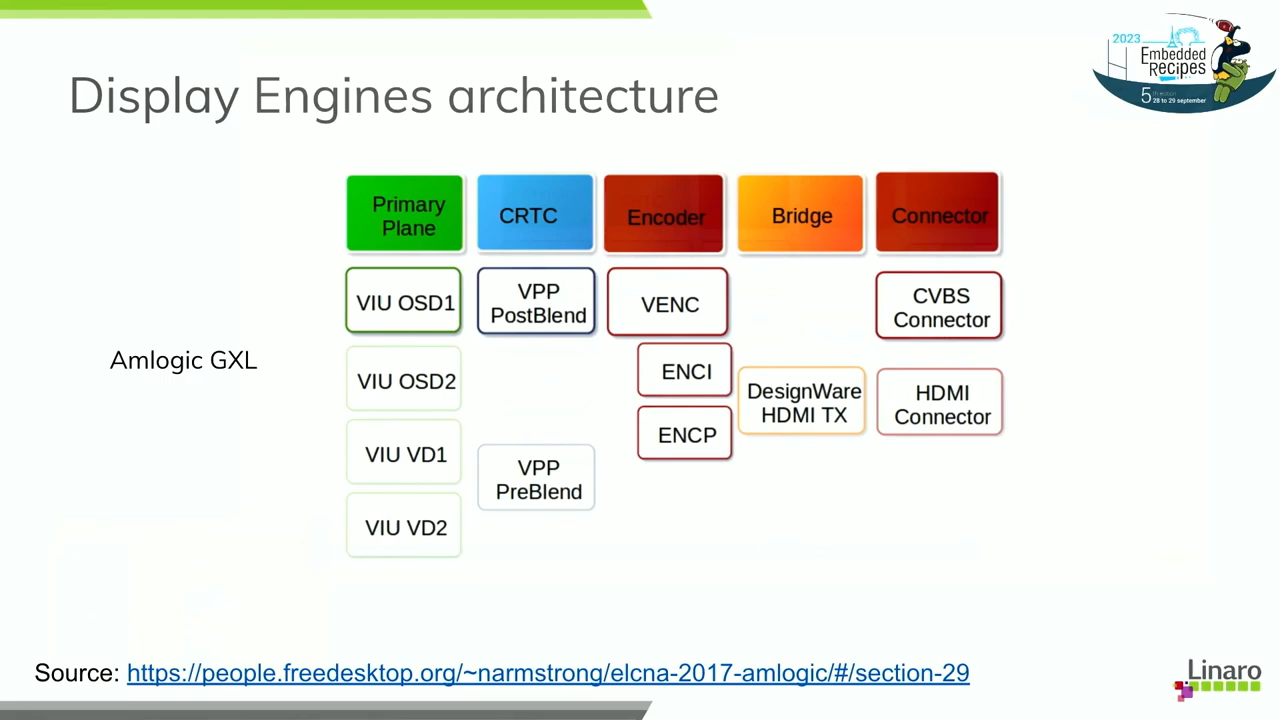 2023
Embedded
Recipes
5th edition
28 to 29 september
Display Engines architecture
Primary
Plane
CRTC
Encoder
Bridge
Connector
VIU OSD1
VPP
PostBlend
VENC
CVBS
Connector
Amlogic GXL
VIU OSD2
ENCI
DesignWare
HDMI TX
HDMI
Connector
ENCP
VIU VD1
VPP
PreBlend
VIU VD2
Source: https://people.freedesktop.org/~narmstrong/elcna-2017-amlogic/#/section-29
Linaro